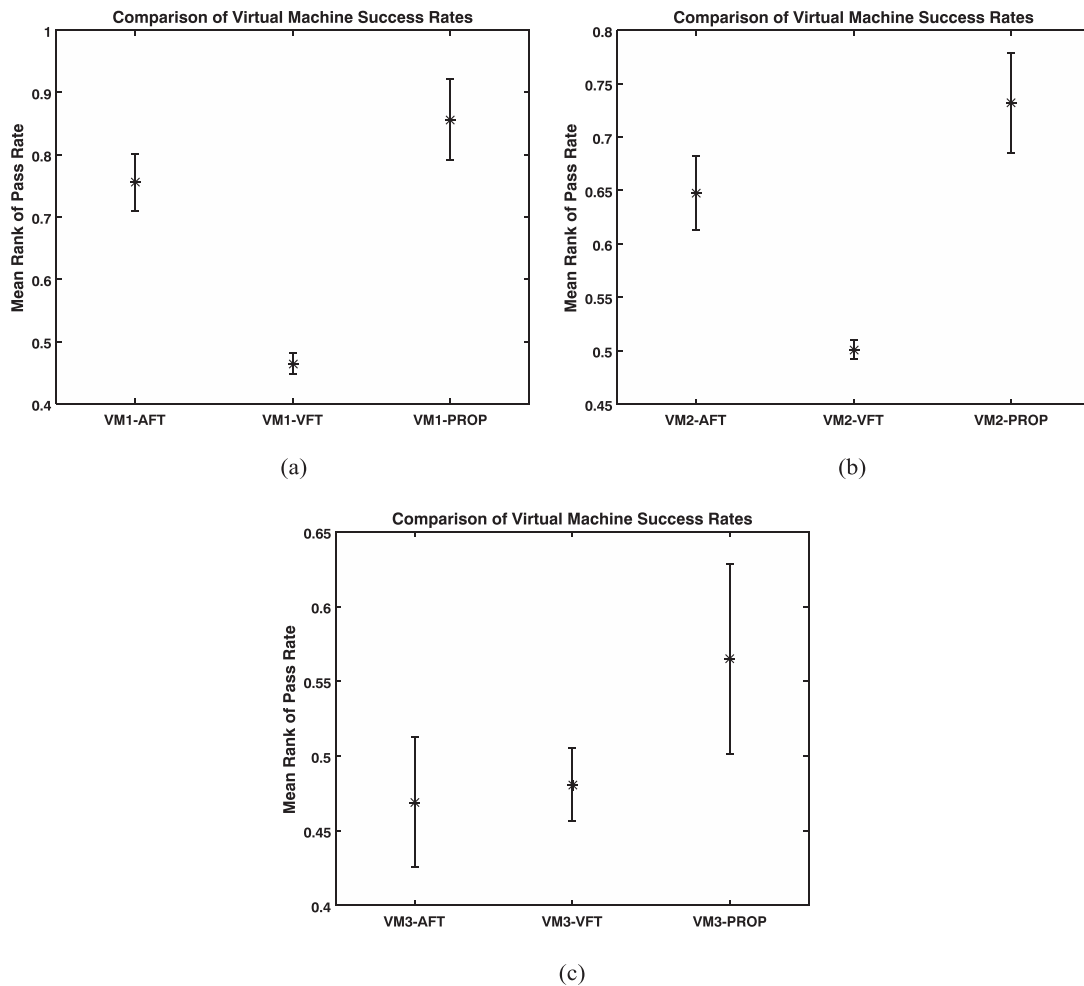 Comparison of Virtual Machine Success Rates
Mean Rank of Pass Rate
1
0.9
0.8
0.7
0.6
0.5
0.4
VM1-AFT VM1-VFT VM1-PROP
(a)
Comparison of Virtual Machine Success Rates
Mean Rank of Pass Rate
0.8
0.75
0.7
0.65
0.6
0.55
0.5
0.45
VM2-AFT VM2-VFT VM2-PROP
(b)
Comparison of Virtual Machine Success Rates
Mean Rank of Pass Rate
0.65
0.6
0.55
0.5
0.45
0.4
VM3-AFT VM3-VFT VM3-PROP
(c)